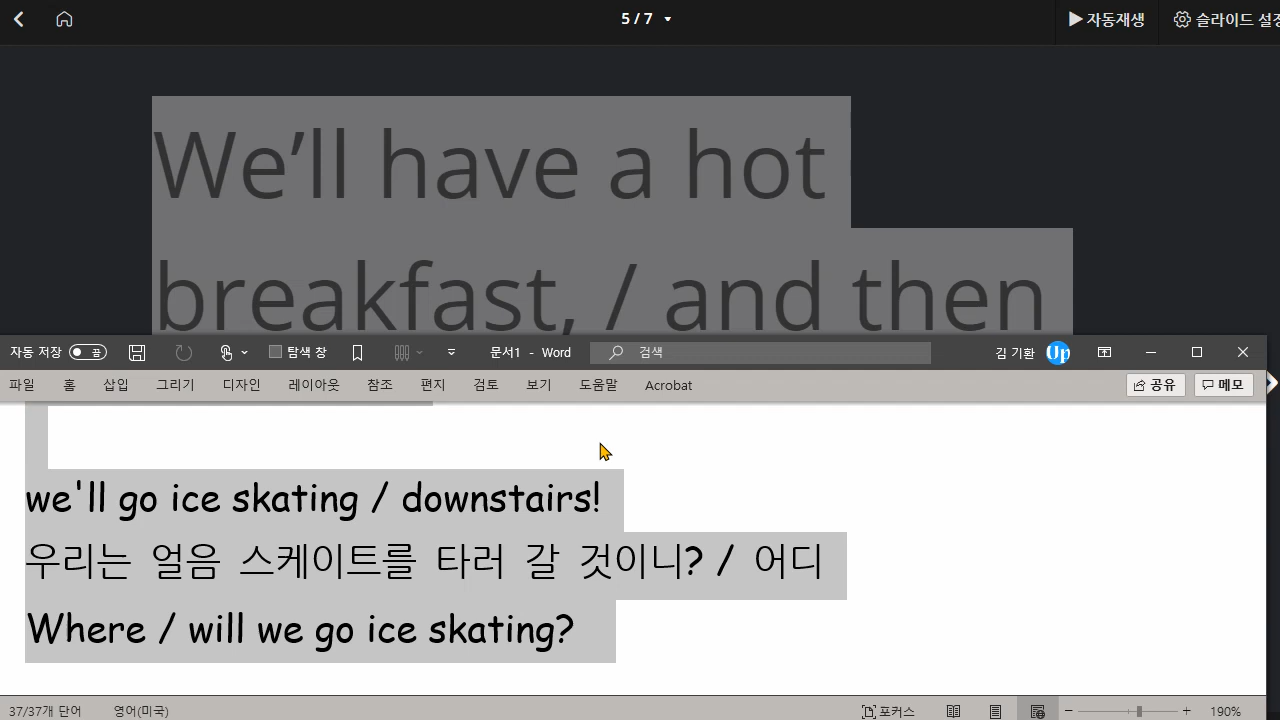 5 / 7
▶ 자동재생
슬라이드 설정
We’ll have a hot
breakfast, / and then
자동 저장 끔
탐색 창
문서1 - Word
검색
김 기환
Up
파일 홈 삽입 그리기 디자인 레이아웃 참조 편지 검토 보기 도움말 Acrobat
공유
메모
we'll go ice skating / downstairs!
우리는 얼음 스케이트를 타러 갈 것이니? / 어디
Where / will we go ice skating?
37/37개 단어 영어(미국)
포커스
190%